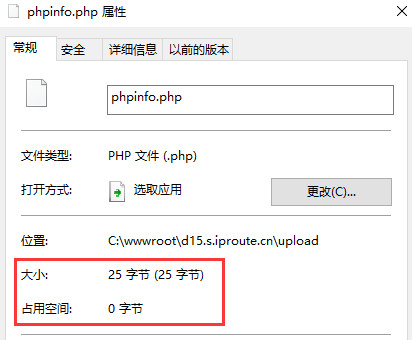 phpinfo.php 属性
常规 安全 详细信息 以前的版本
phpinfo.php
文件类型: PHP 文件 (.php)
打开方式: 选取应用 更改(C)...
位置: C:\wwwroot\d15.s.iproute.cn\upload
大小: 25 字节 (25 字节)
占用空间: 0 字节